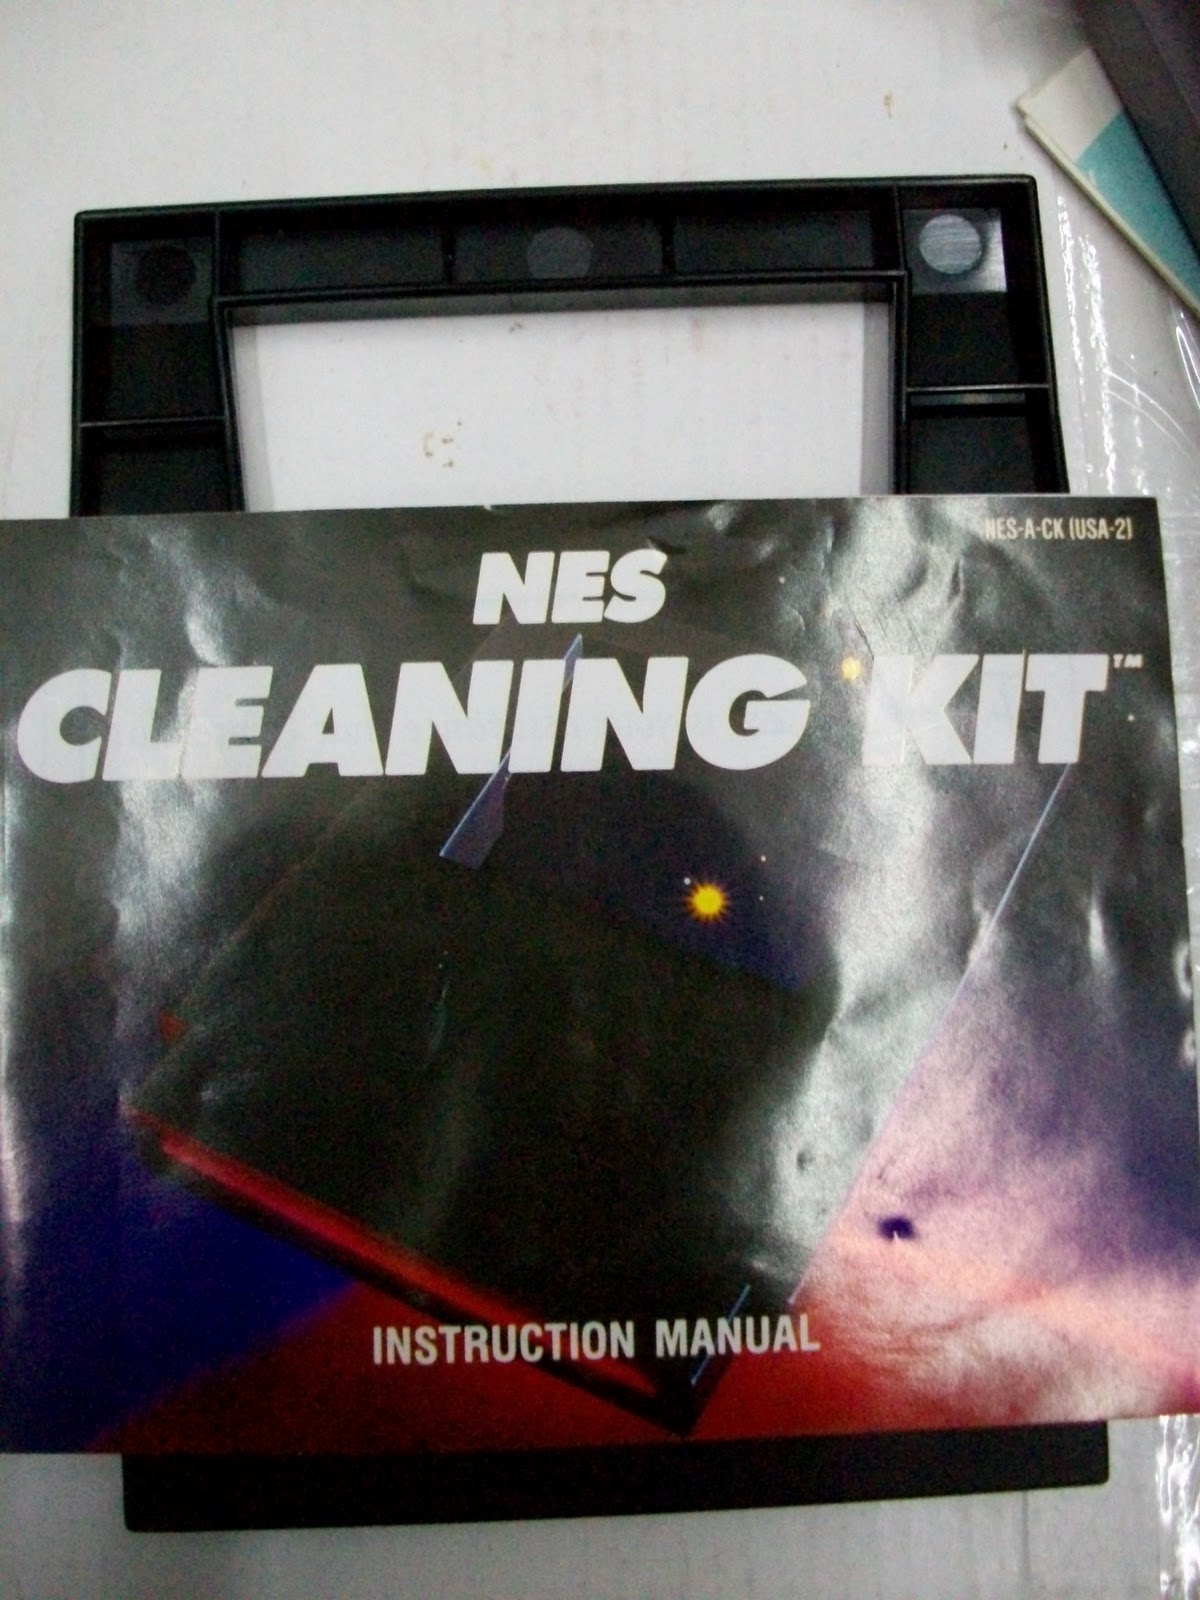 NES-A-CK (USA-2)
NES
CLEANING KIT™
INSTRUCTION MANUAL